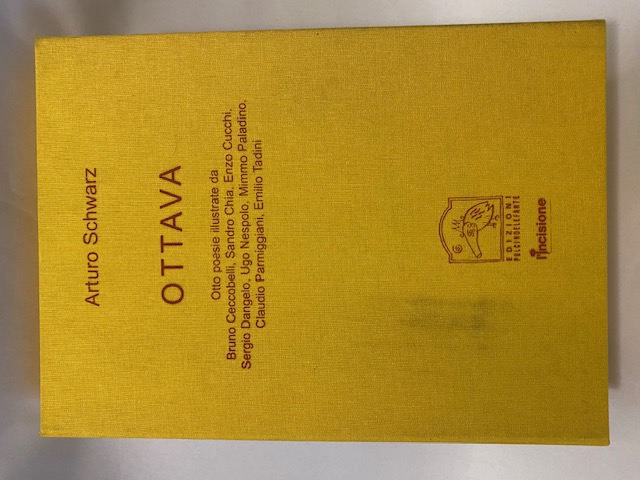 Arturo Schwarz
OTTAVA
Otto poesie illustrate da
Bruno Ceccobelli, Sandro Chia, Enzo Cucchi,
Sergio Dangelo, Ugo Nespolo, Mimmo Paladino,
Claudio Parmiggiani, Emilio Tadini
EDIZIONI
PULCINOELEFANTE
l'incisione